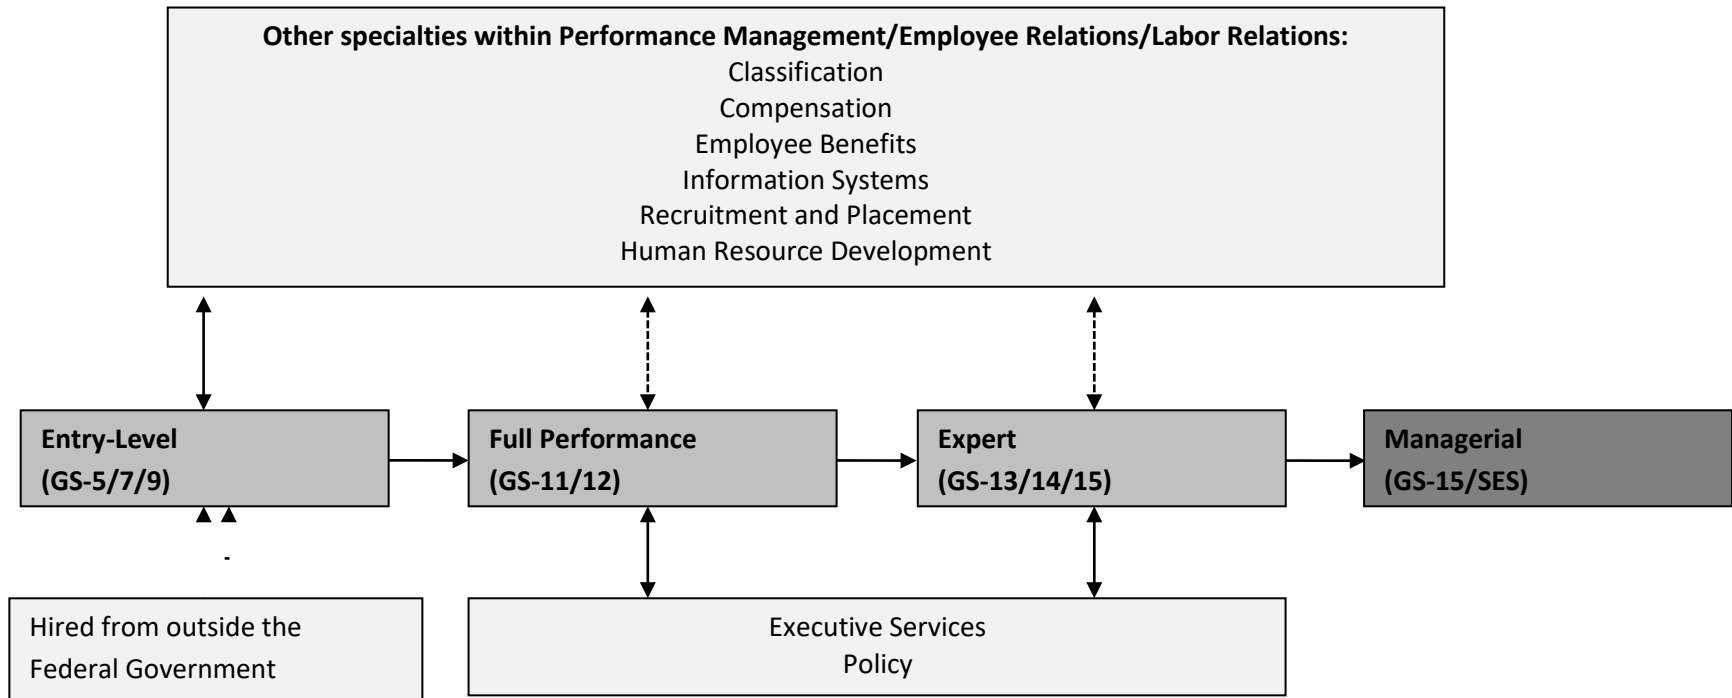 Other specialties within Performance Management/Employee Relations/Labor Relations:
Classification
Compensation
Employee Benefits
Information Systems
Recruitment and Placement
Human Resource Development
Entry-Level
(GS-5/7/9)
Full Performance
(GS-11/12)
Expert
(GS-13/14/15)
Managerial
(GS-15/SES)
Hired from outside the
Federal Government
Executive Services
Policy